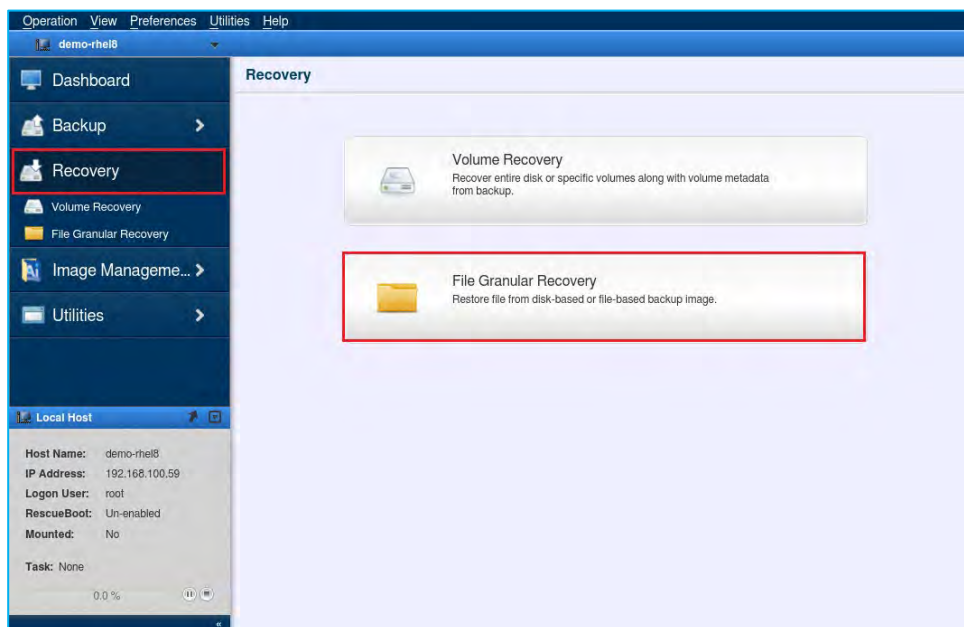 Operation View Preferences Utilities Help
demo-rhel8
Dashboard
Backup
Recovery
Volume Recovery
File Granular Recovery
Image Manageme...
Utilities
Local Host
Host Name: demo-rhel8
IP Address: 192.168.100.59
Logon User: root
RescueBoot: Un-enabled
Mounted: No
Task: None
0.0 %
Recovery
Volume Recovery
Recover entire disk or specific volumes along with volume metadata
from backup.
File Granular Recovery
Restore file from disk-based or file-based backup image.